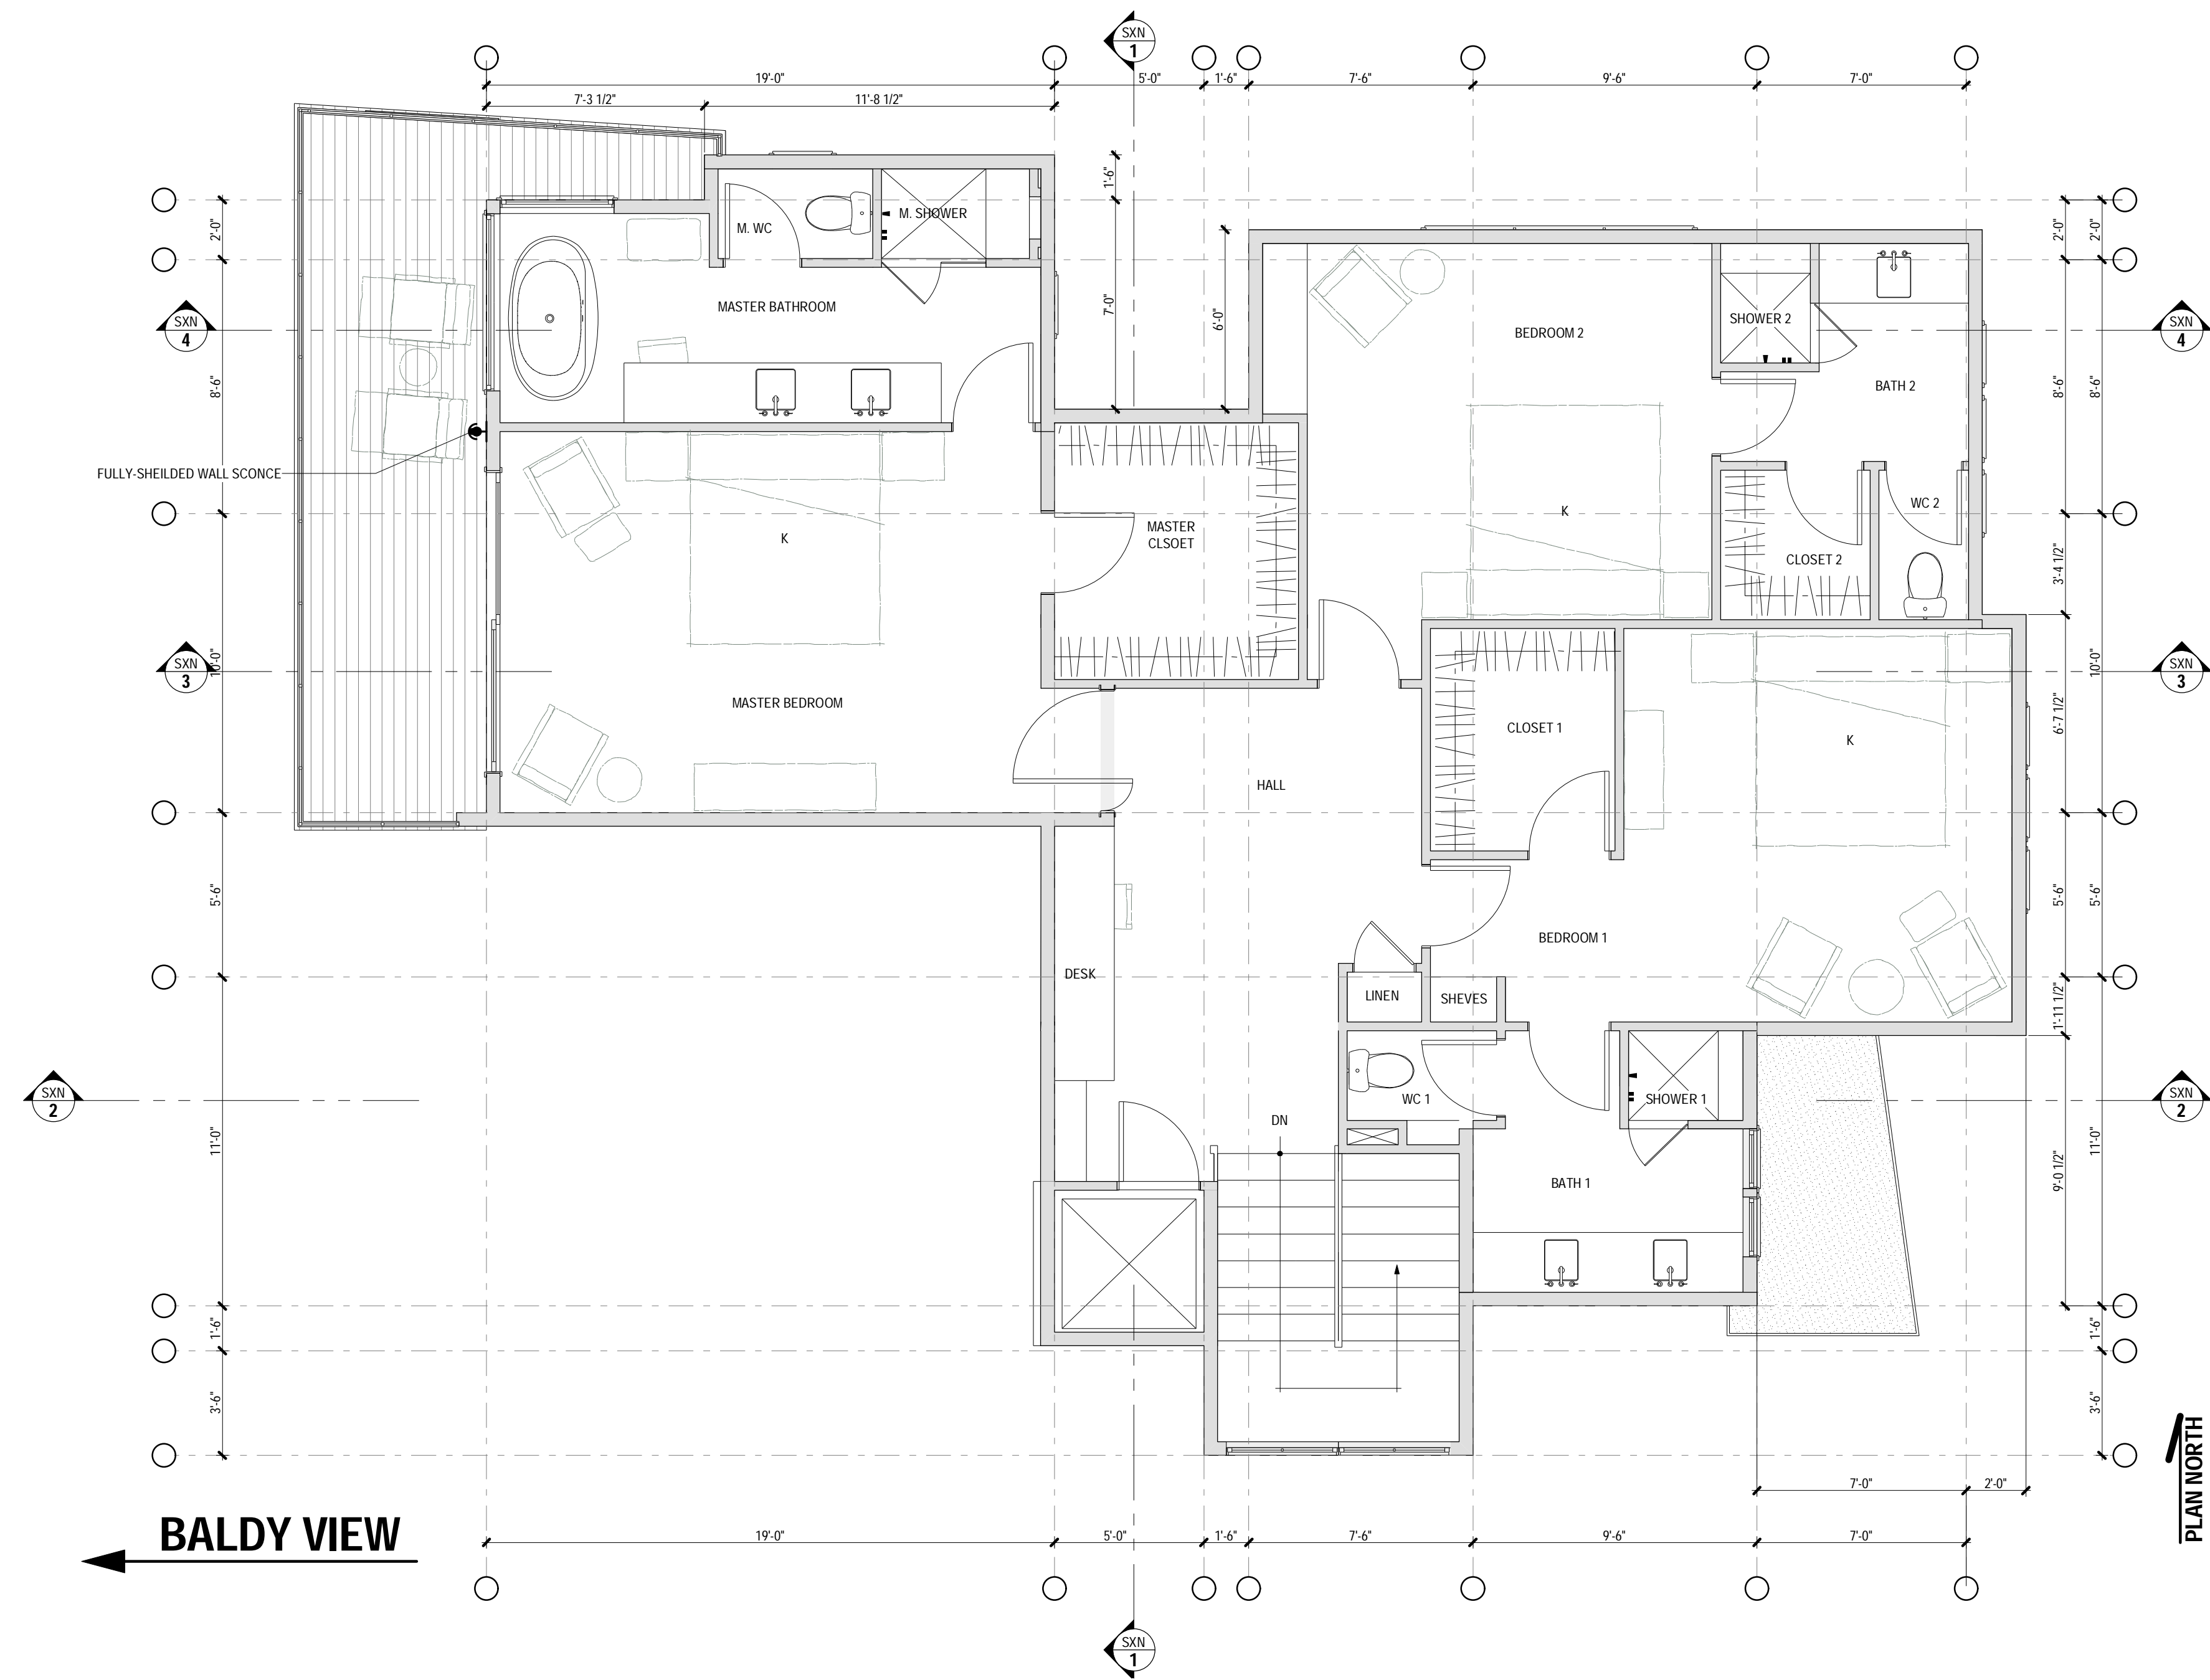 SXN
1
19'-0"
5'-0"
1'-6"
7'-6"
9'-6"
7'-0"
7'-3 1/2"
11'-8 1/2"
1'-6"
2'-0"
2'-0"
2'-0"
M. WC
M. SHOWER
MASTER BATHROOM
7'-0"
6'-0"
BEDROOM 2
SHOWER 2
SXN
4
SXN
4
8'-6"
BATH 2
8'-6"
8'-6"
FULLY-SHEILDED WALL SCONCE
K
MASTER
CLSOET
K
WC 2
CLOSET 2
3'-4 1/2"
SXN
3
10'-0"
MASTER BEDROOM
CLOSET 1
K
SXN
3
10'-0"
6'-7 1/2"
HALL
5'-6"
5'-6"
5'-6"
BEDROOM 1
DESK
LINEN
SHEVES
1'-11 1/2"
SXN
2
WC 1
SHOWER 1
SXN
2
DN
11'-0"
11'-0"
BATH 1
9'-0 1/2"
1'-6"
1'-6"
3'-6"
3'-6"
7'-0"
2'-0"
PLAN NORTH
BALDY VIEW
19'-0"
5'-0"
1'-6"
7'-6"
9'-6"
7'-0"
SXN
1